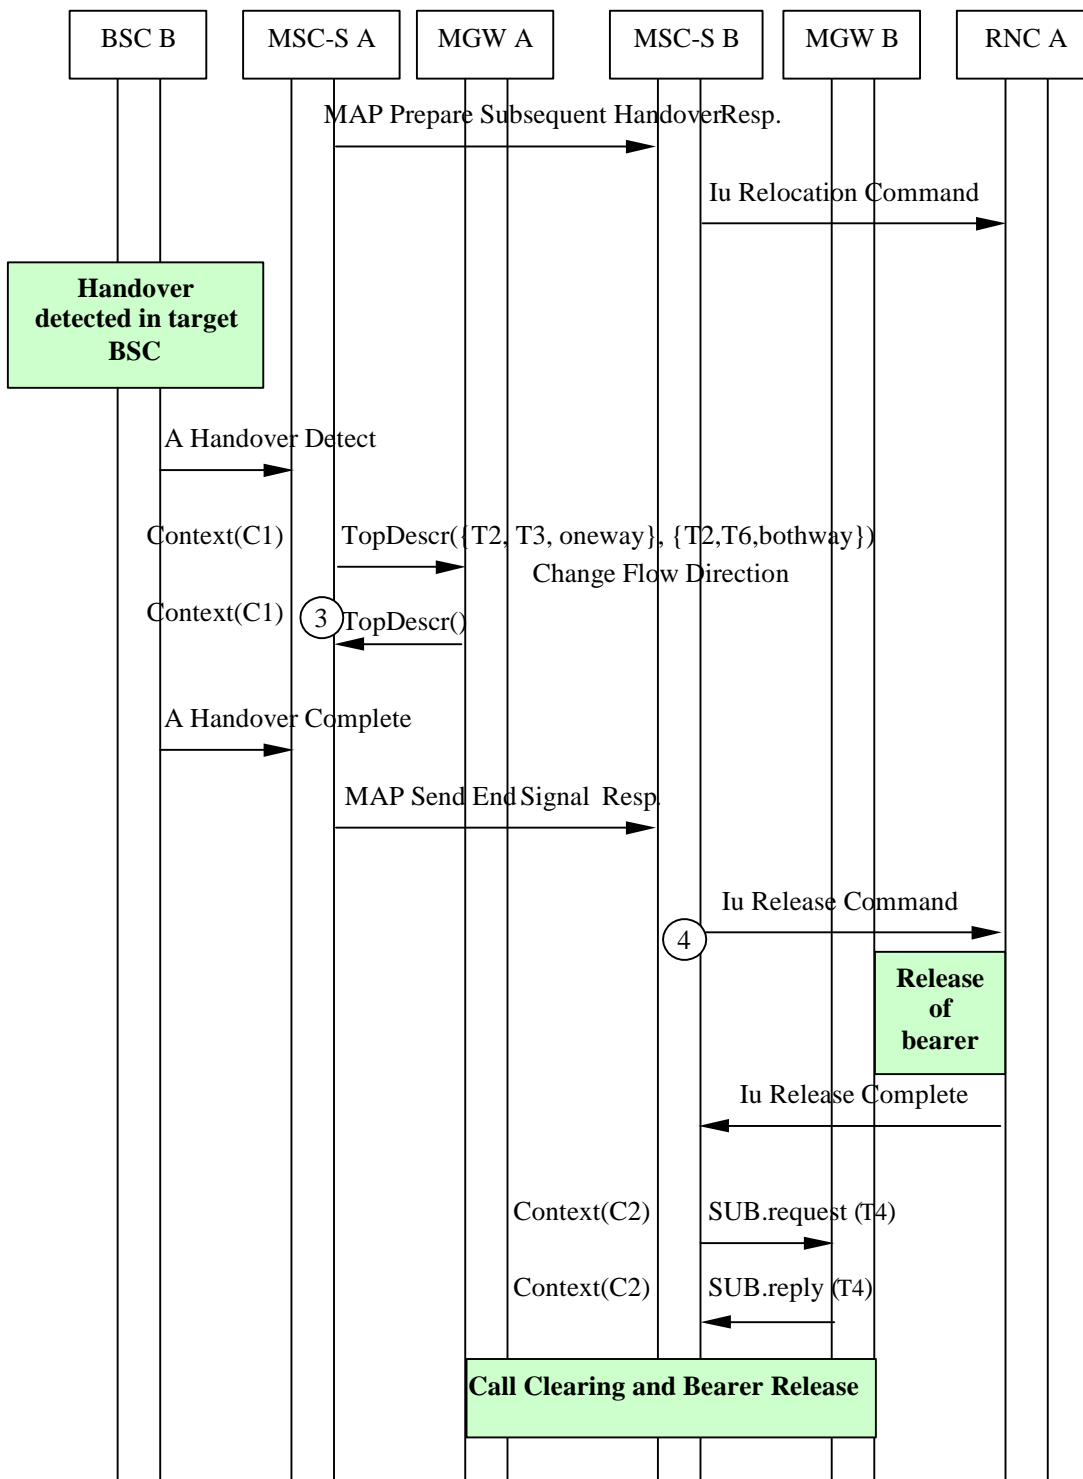 BSC B
MSC-S A
MGW A
MSC-S B
MGW B
RNC A
MAP Prepare Subsequent Handover Resp.
Iu Relocation Command
Handover
detected in target
BSC
A Handover Detect
Context(C1)
TopDescr({T2, T3, oneway}, {T2,T6,bothway})
Change Flow Direction
Context(C1)
3
TopDescr()
A Handover Complete
MAP Send End Signal Resp.
Iu Release Command
4
Release
of
bearer
Iu Release Complete
Context(C2)
SUB.request (T4)
Context(C2)
SUB.reply (T4)
Call Clearing and Bearer Release